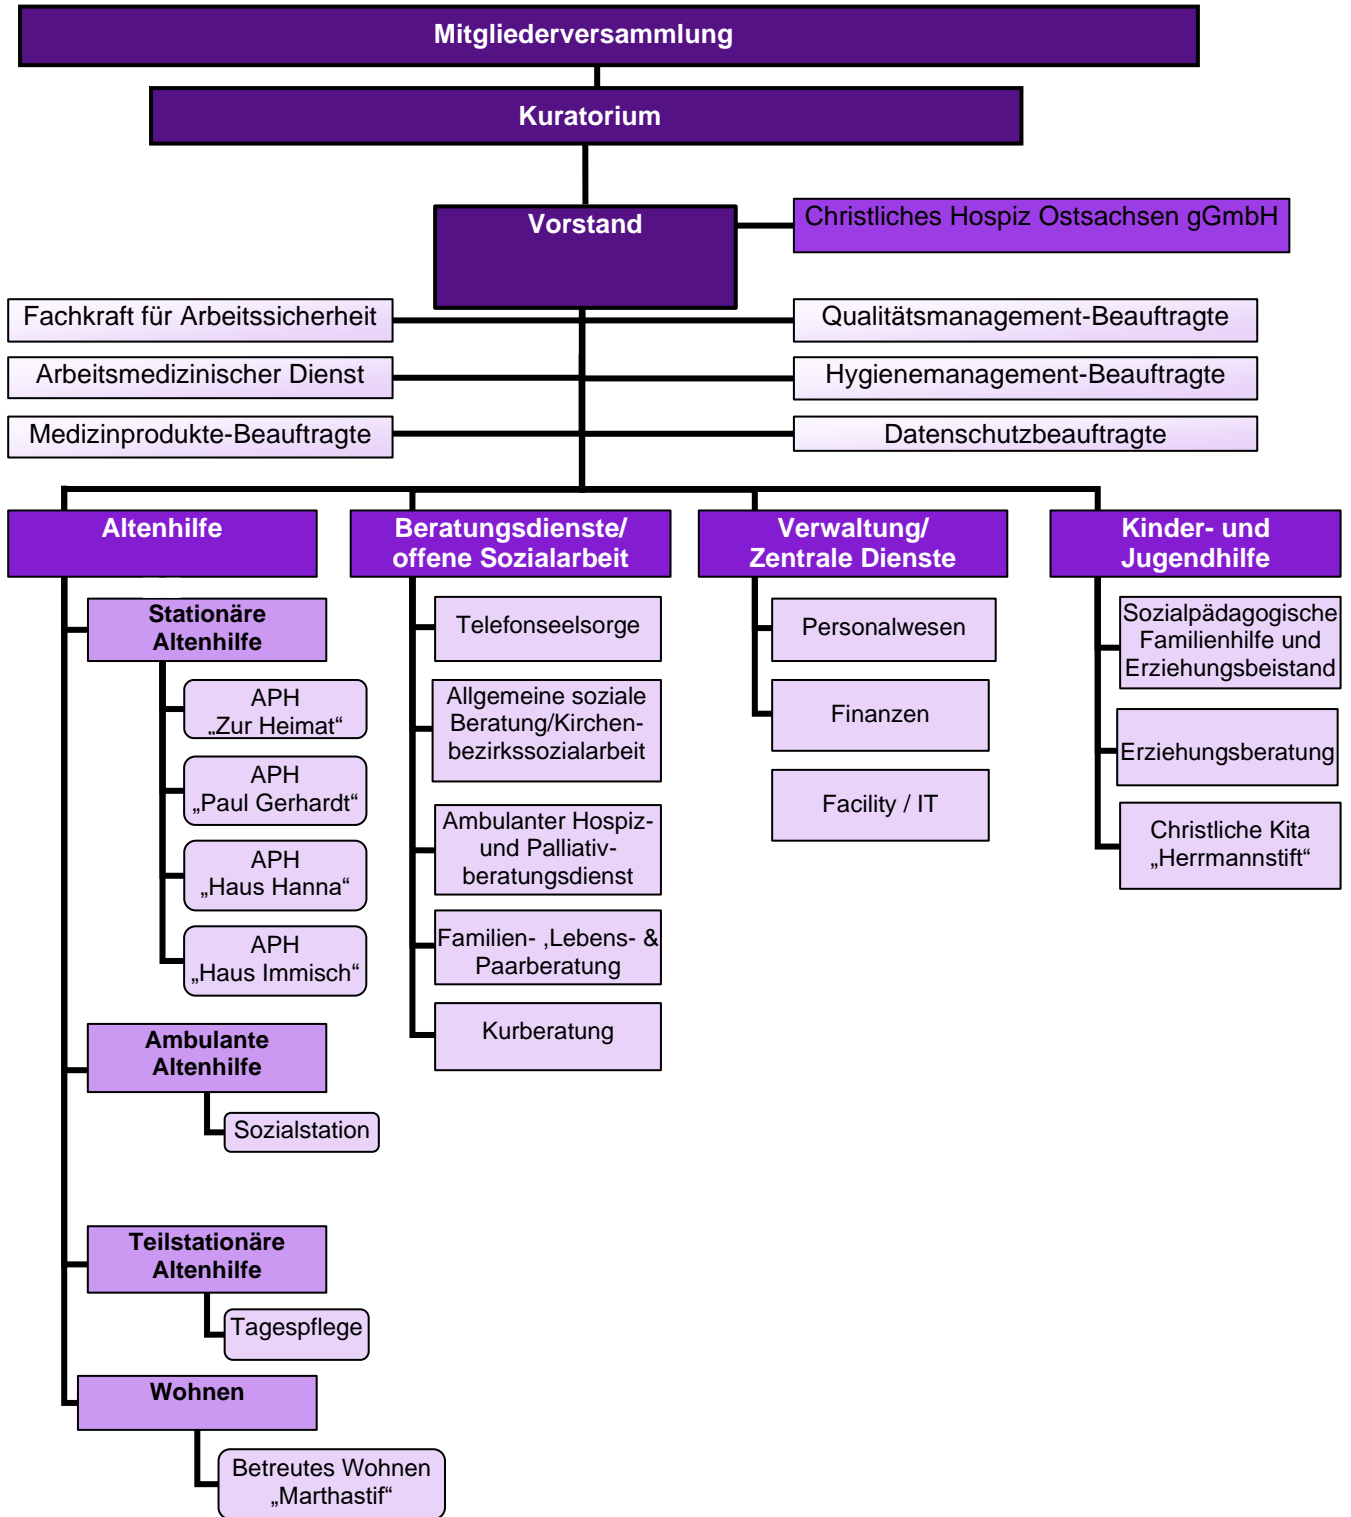 Mitgliederversammlung
Kuratorium
Vorstand
Christliches Hospiz Ostsachsen gGmbH
Fachkraft für Arbeitssicherheit
Qualitätsmanagement-Beauftragte
Arbeitsmedizinischer Dienst
Hygienemanagement-Beauftragte
Medizinprodukte-Beauftragte
Datenschutzbeauftragte
Altenhilfe
Stationäre
Altenhilfe
APH
„Zur Heimat“
APH
„Paul Gerhardt“
APH
„Haus Hanna“
APH
„Haus Immisch“
Ambulante
Altenhilfe
Sozialstation
Teilstationäre
Altenhilfe
Tagespflege
Wohnen
Betreutes Wohnen
„Marthastif“
Beratungsdienste/
offene Sozialarbeit
Telefonseelsorge
Allgemeine soziale
Beratung/Kirchen-
bezirkssozialarbeit
Ambulanter Hospiz-
und Palliativ-
beratungsdienst
Familien- ,Lebens- &
Paarberatung
Kurberatung
Verwaltung/
Zentrale Dienste
Personalwesen
Finanzen
Facility / IT
Kinder- und
Jugendhilfe
Sozialpädagogische
Familienhilfe und
Erziehungsbeistand
Erziehungsberatung
Christliche Kita
„Herrmannstift“